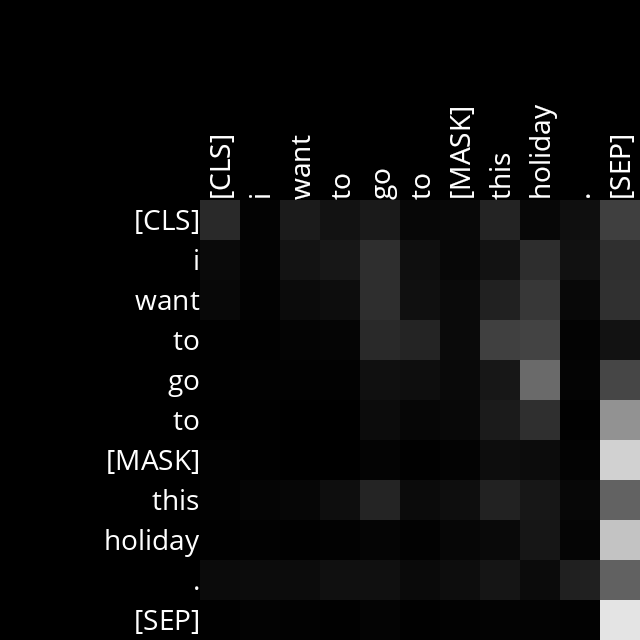 [CLS] i want to go to [MASK] this holiday . [SEP]
[CLS]
i
want
to
go
to
[MASK]
this
holiday
.
[SEP]